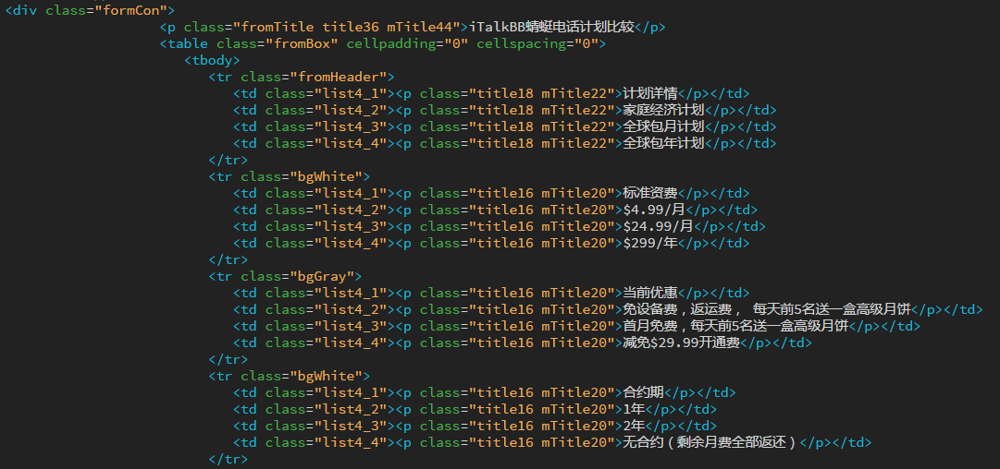 <div class="formCon">
<p class="fromTitle title36 mTitle44">iTalkBB蜻蜓电话计划比较</p>
<table class="fromBox" cellpadding="0" cellspacing="0">
<tbody>
<tr class="fromHeader">
<td class="list4_1"><p class="title18 mTitle22">计划详情</p></td>
<td class="list4_2"><p class="title18 mTitle22">家庭经济计划</p></td>
<td class="list4_3"><p class="title18 mTitle22">全球包月计划</p></td>
<td class="list4_4"><p class="title18 mTitle22">全球包年计划</p></td>
</tr>
<tr class="bgWhite">
<td class="list4_1"><p class="title16 mTitle20">标准资费</p></td>
<td class="list4_2"><p class="title16 mTitle20">$4.99/月</p></td>
<td class="list4_3"><p class="title16 mTitle20">$24.99/月</p></td>
<td class="list4_4"><p class="title16 mTitle20">$299/年</p></td>
</tr>
<tr class="bgGray">
<td class="list4_1"><p class="title16 mTitle20">当前优惠</p></td>
<td class="list4_2"><p class="title16 mTitle20">免设备费，返运费， 每天前5名送一盒高级月饼</p></td>
<td class="list4_3"><p class="title16 mTitle20">首月免费，每天前5名送一盒高级月饼</p></td>
<td class="list4_4"><p class="title16 mTitle20">减免$29.99开通费</p></td>
</tr>
<tr class="bgWhite">
<td class="list4_1"><p class="title16 mTitle20">合约期</p></td>
<td class="list4_2"><p class="title16 mTitle20">1年</p></td>
<td class="list4_3"><p class="title16 mTitle20">2年</p></td>
<td class="list4_4"><p class="title16 mTitle20">无合约（剩余月费全部返还）</p></td>
</tr>